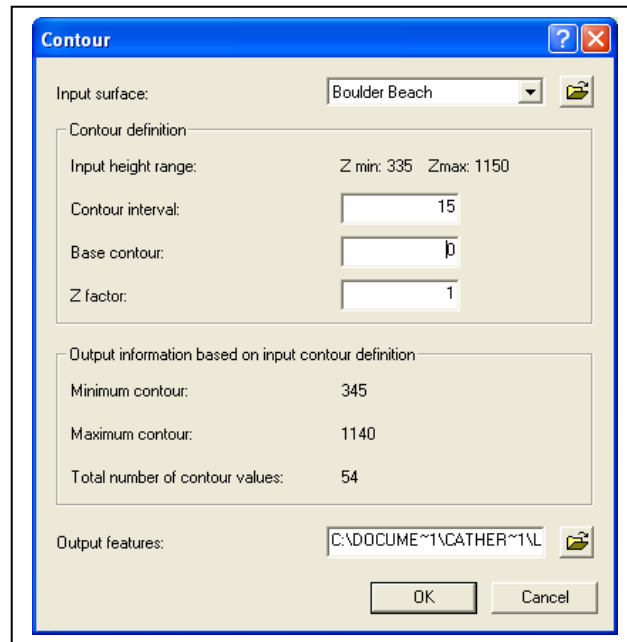 Contour
Input surface: Boulder Beach
Contour definition
Input height range: Z min: 335 Zmax: 1150
Contour interval: 15
Base contour: 0
Z factor: 1
Output information based on input contour definition
Minimum contour: 345
Maximum contour: 1140
Total number of contour values: 54
Output features: C:\DOCUME~1\CATHER~1\L
OK Cancel